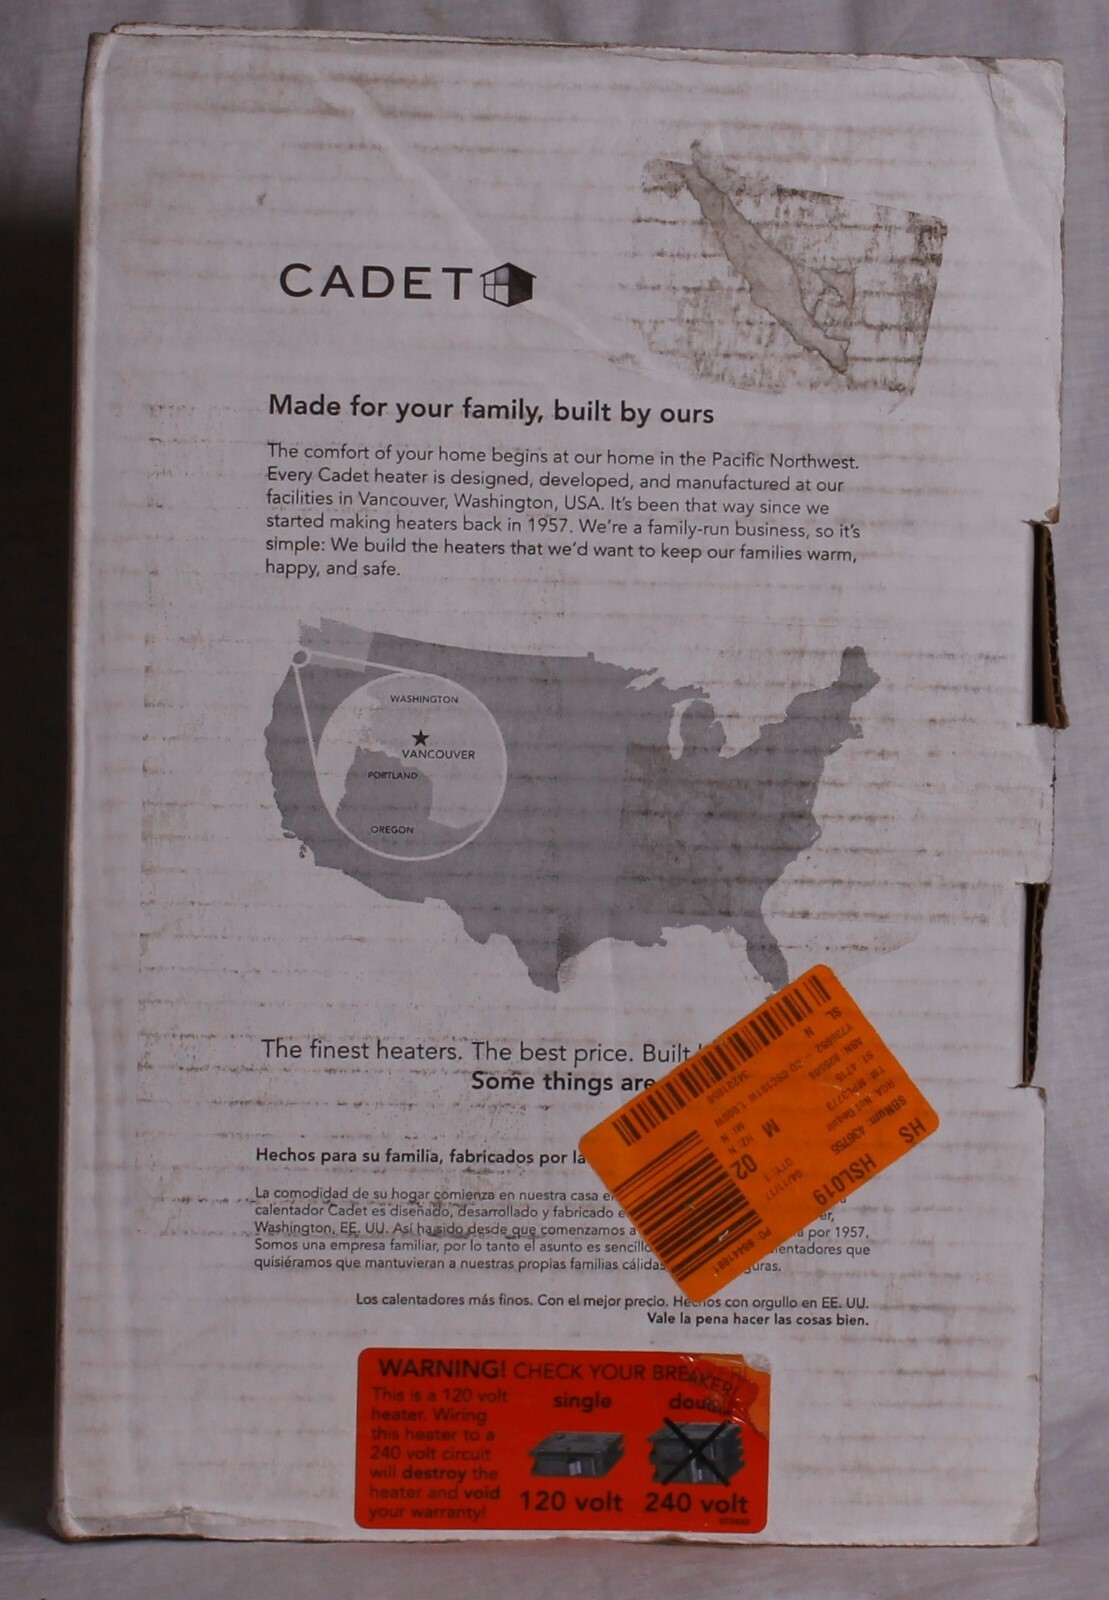 CADET
Made for your family, built by ours
The comfort of your home begins at our home in the Pacific Northwest.
Every Cadet heater is designed, developed, and manufactured at our
facilities in Vancouver, Washington, USA. It's been that way since we
started making heaters back in 1957. We're a family-run business, so it's
simple: We build the heaters that we'd want to keep our families warm,
happy, and safe.
WASHINGTON
VANCOUVER
PORTLAND
OREGON
The finest heaters. The best price. Built
Some things are
Hechos para su familia, fabricados por la
La comodidad de su hogar comienza en nuestra casa
calentador Cadet es diseñado, desarrollado y fabricado
Washington, EE. UU. Así ha sido desde que comenzamos a por 1957.
Somos una empresa familiar, por lo tanto el asunto es sencillo que
quisiéramos que mantuvieran a nuestras propias familias cálidas
Los calentadores más finos. Con el mejor precio. Hechos con orgullo en EE. UU.
Vale la pena hacer las cosas bien.
HS
HSL019
SBNum: 436766
QTY: 1
02
M
SL N
WARNING! CHECK YOUR BREAKER!
This is a 120 volt
heater. Wiring
this heater to a
240 volt circuit
will destroy the
heater and void
your warranty!
single
120 volt
240 volt